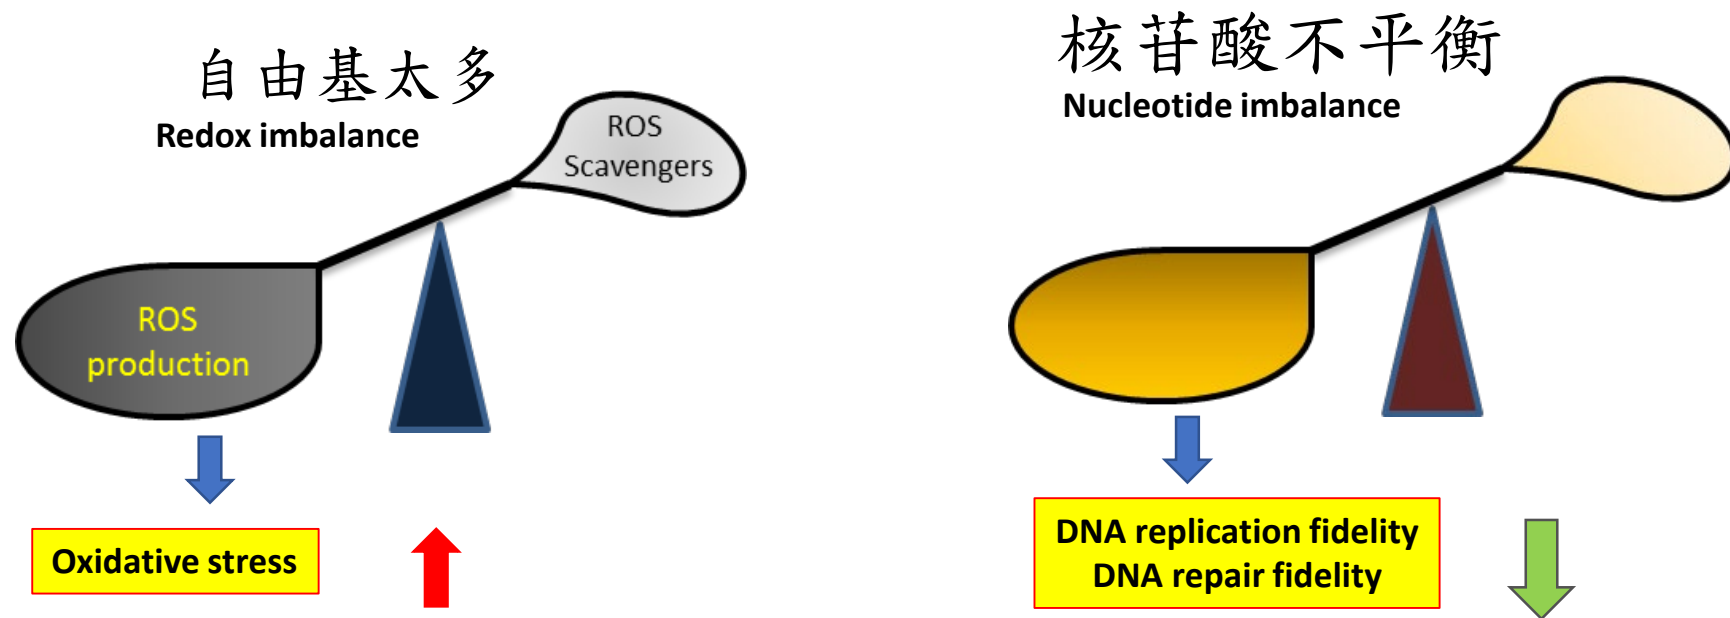 自由基太多
Redox imbalance
ROS
Scavengers
ROS
production
Oxidative stress
核苷酸不平衡
Nucleotide imbalance
DNA replication fidelity
DNA repair fidelity